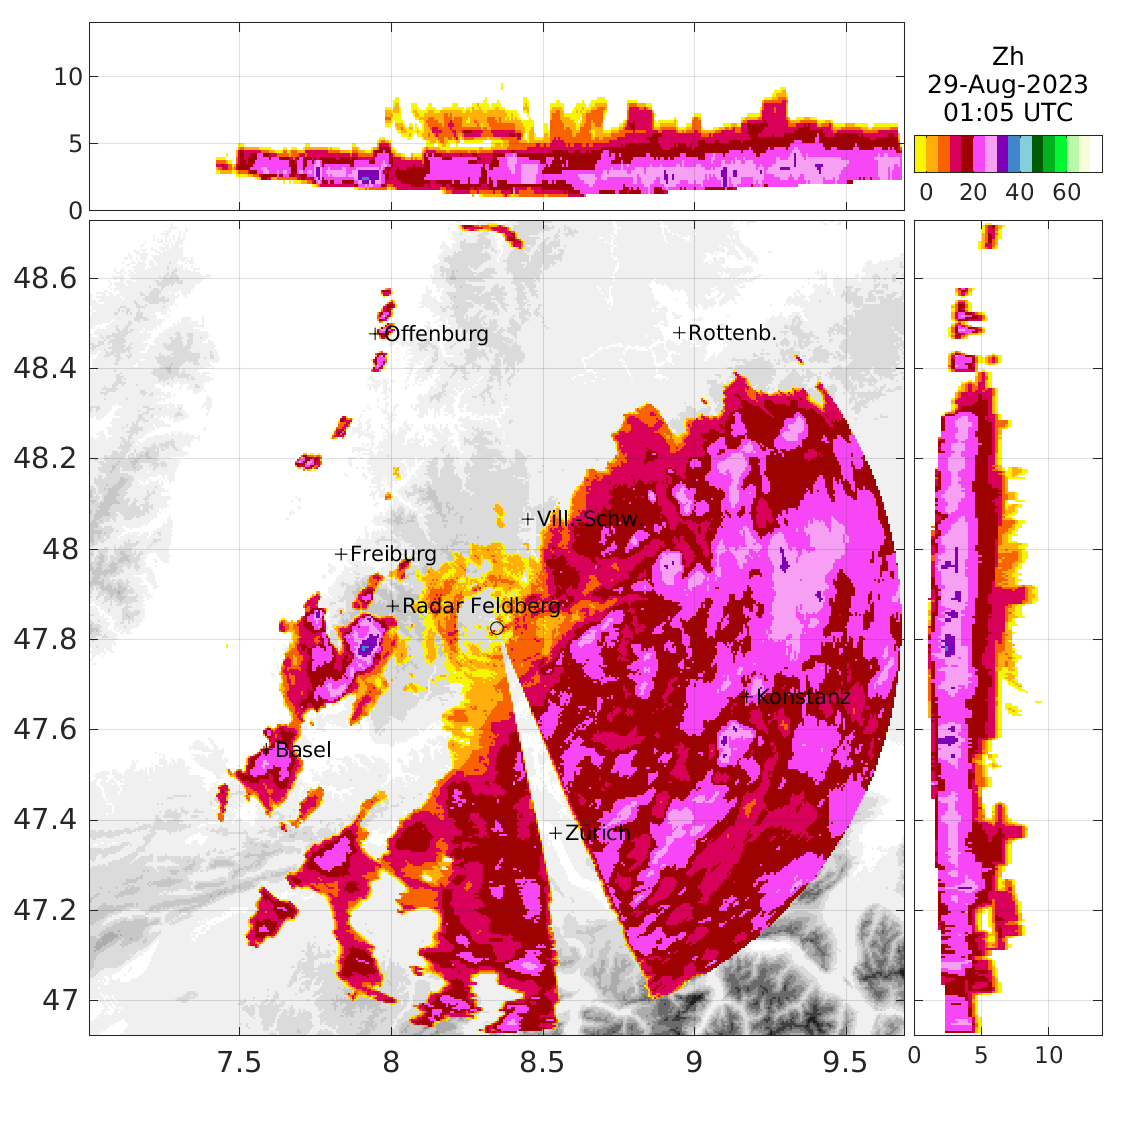 10
5
0
Zh
29-Aug-2023
01:05 UTC
0 20 40 60
48.6
48.4
48.2
48
47.8
47.6
47.4
47.2
47
+Offenburg
+Rottenb.
+Vill.-Schw.
+Freiburg
+Radar Feldberg
+Konstanz
+Basel
+Zürich
7.5 8 8.5 9 9.5
0 5 10